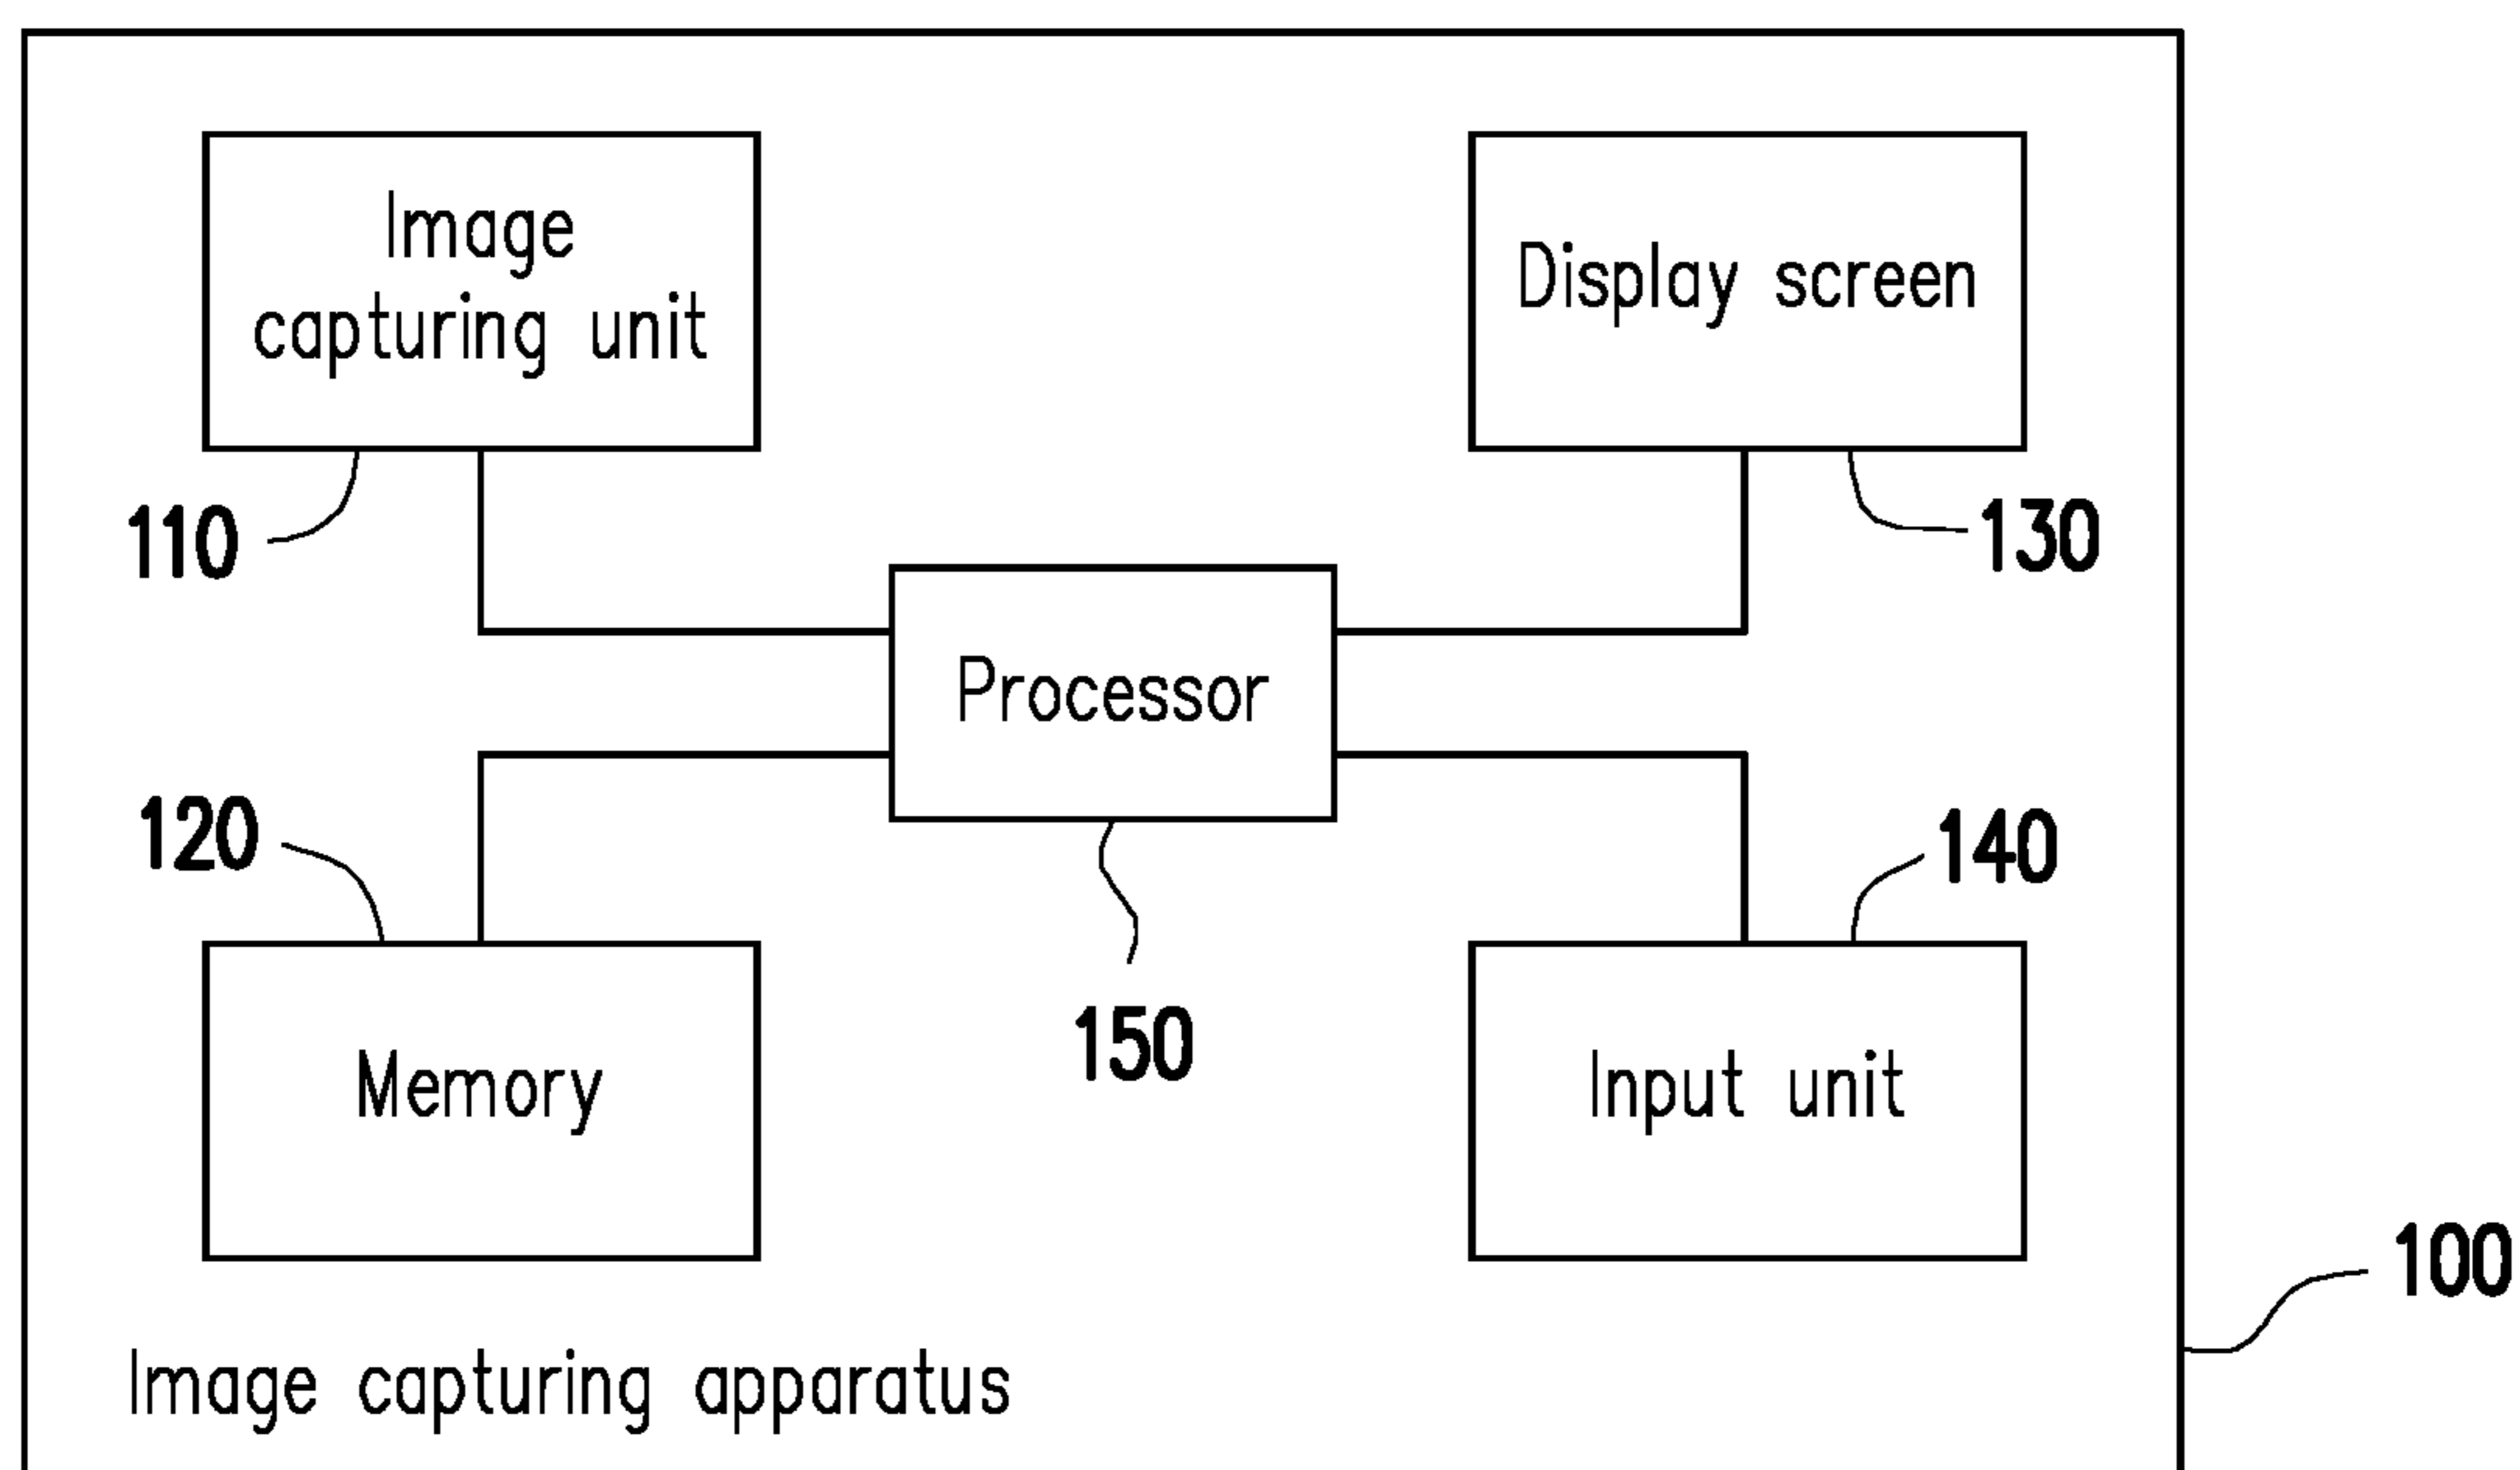 Image
capturing unit
Display screen
110
130
Processor
120
140
150
Memory
Input unit
100
Image capturing apparatus